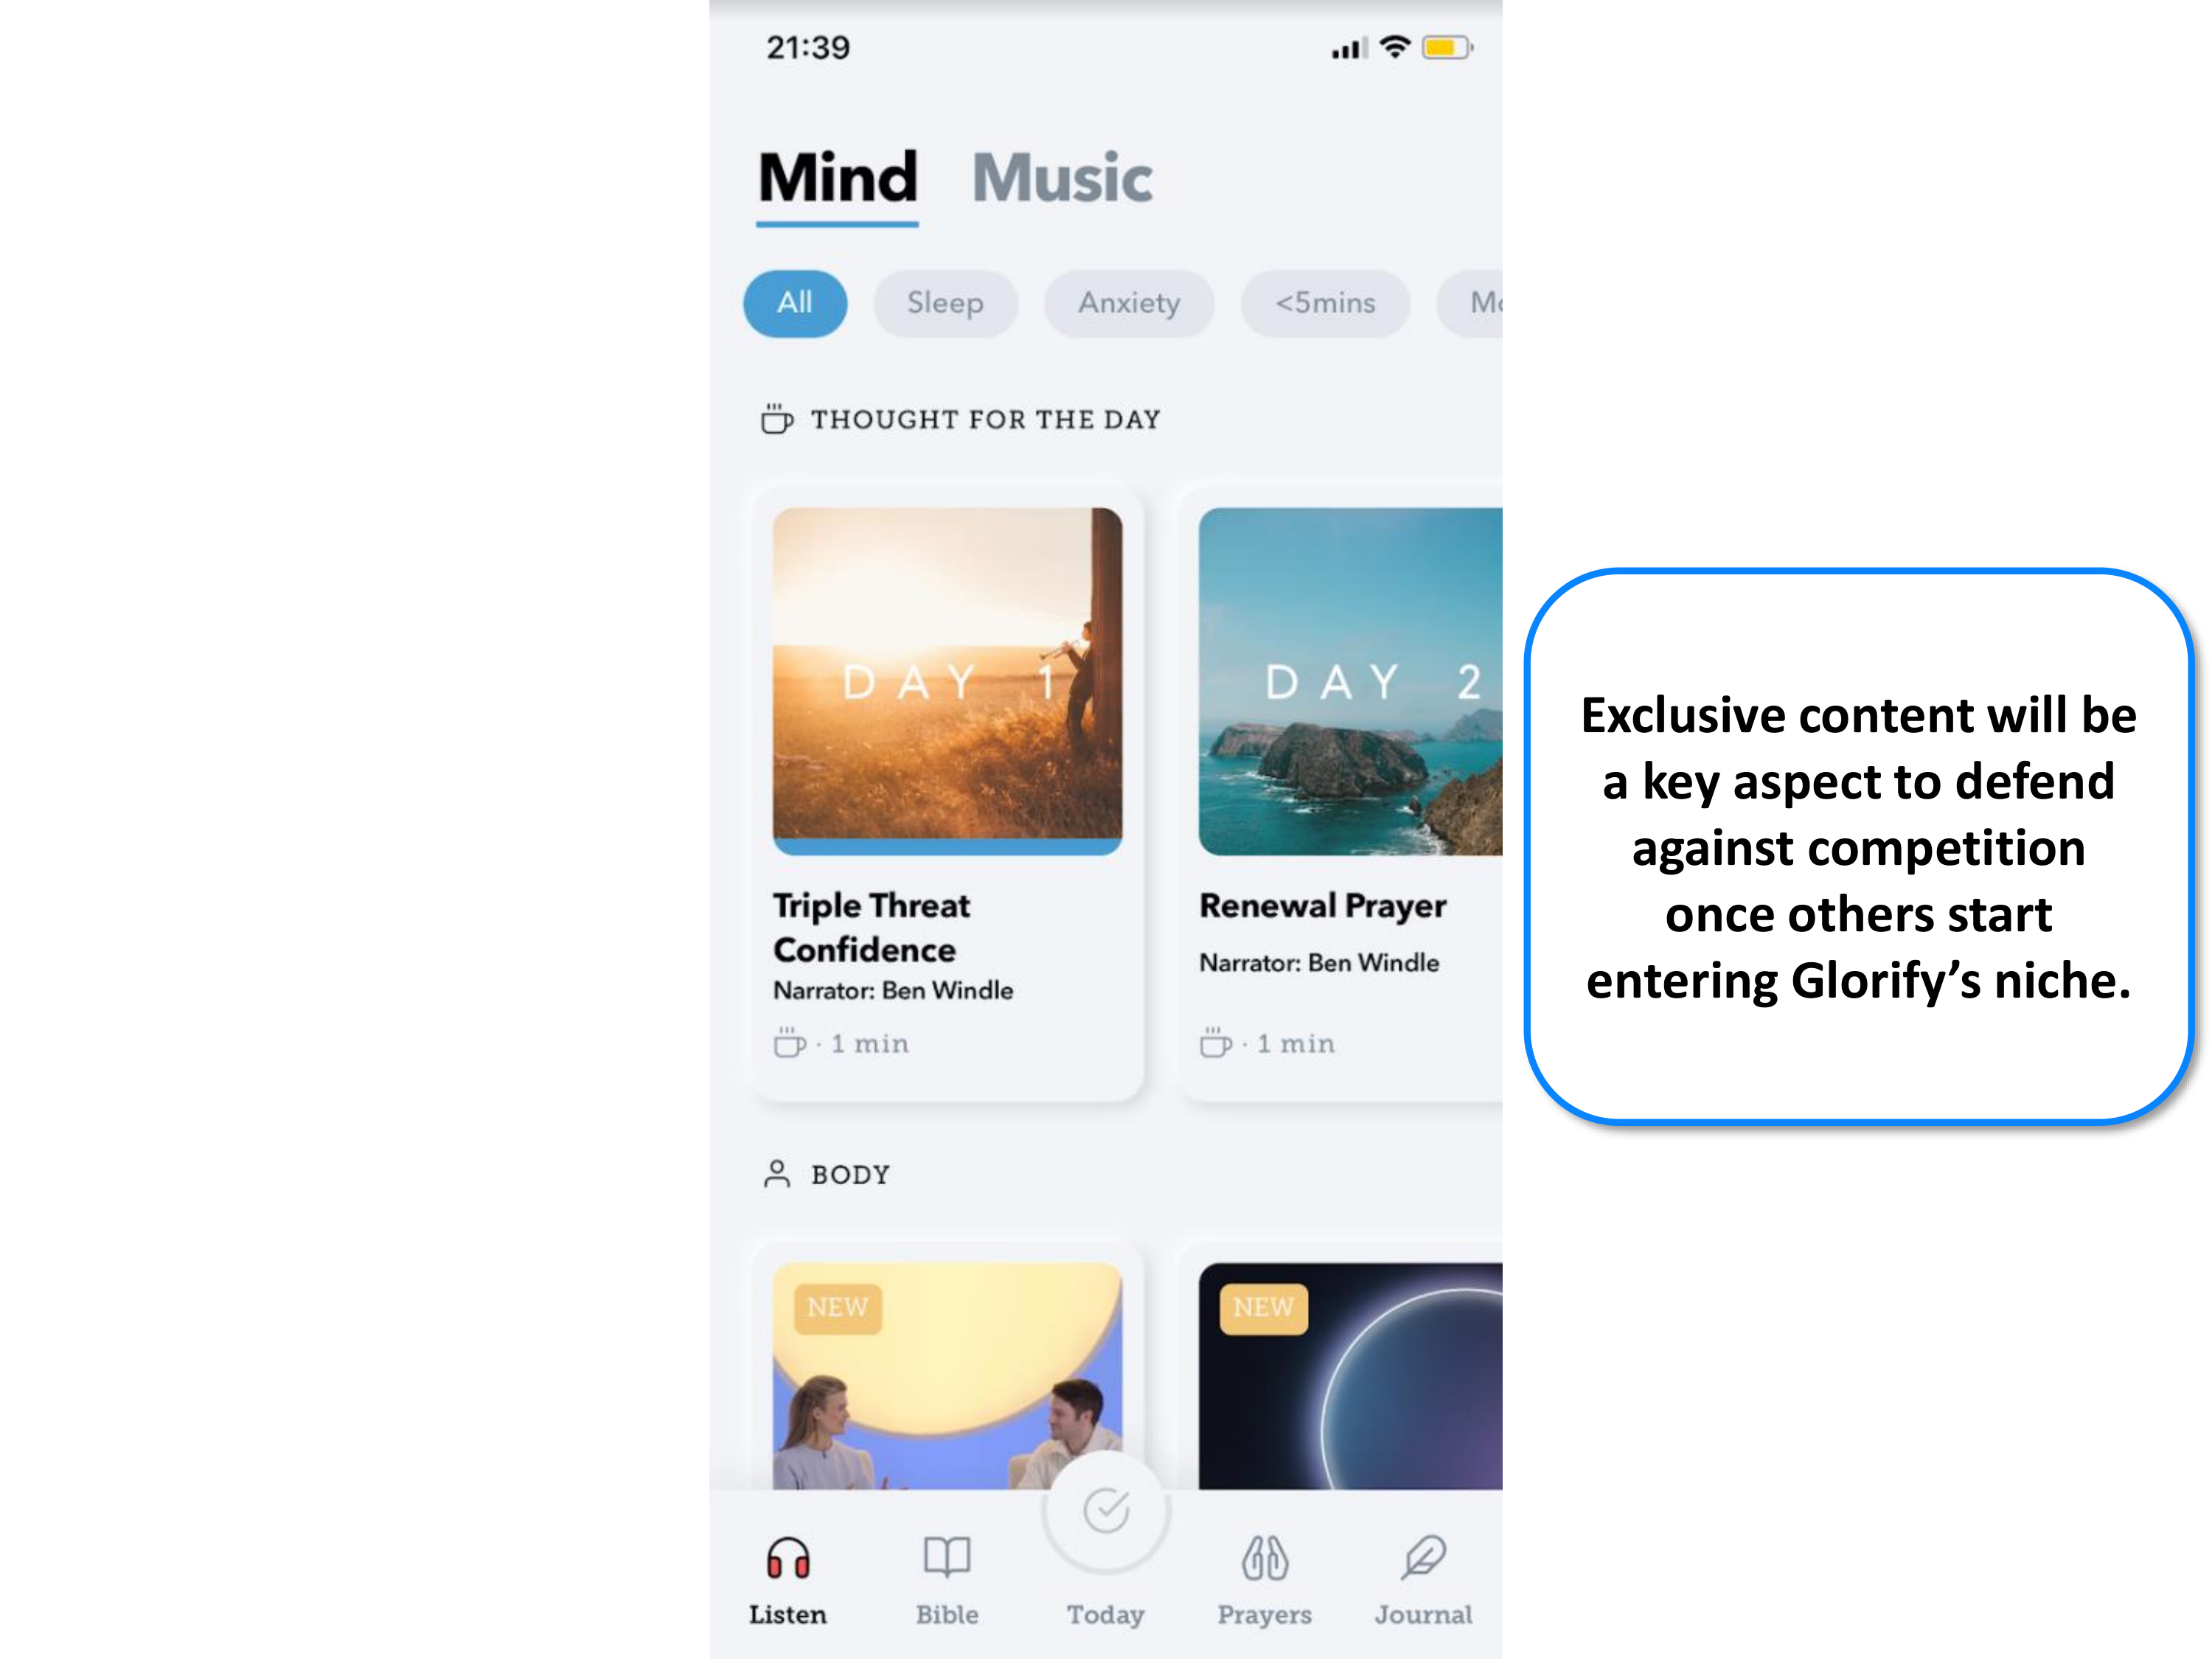 21:39
Mind Music
All Sleep Anxiety <5mins
THOUGHT FOR THE DAY
DAY 1
DAY 2
Triple Threat
Confidence
Narrator: Ben Windle
· 1 min
Renewal Prayer
Narrator: Ben Windle
· 1 min
BODY
NEW
NEW
Listen Bible Today Prayers Journal
Exclusive content will be
a key aspect to defend
against competition
once others start
entering Glorify’s niche.